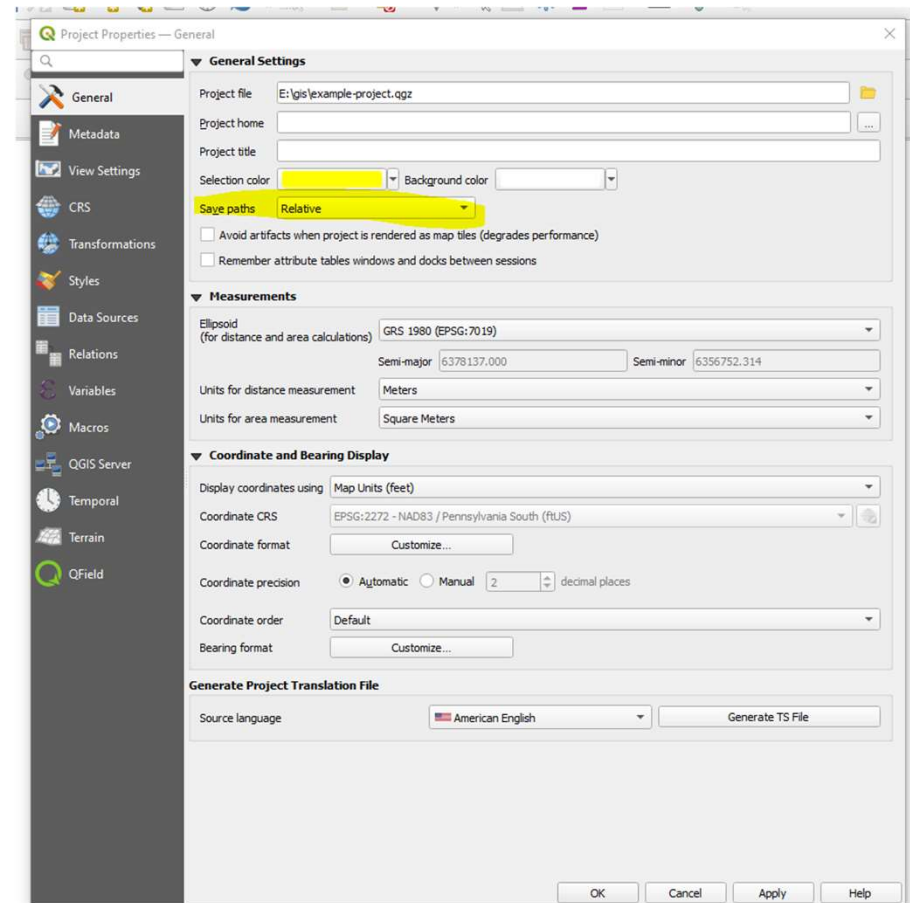 Project Properties — General
General Settings
General
Project file E:\gis\example-project.qgz
Project home ...
Metadata
Project title
View Settings
Selection color Background color
CRS
Save paths Relative
Avoid artifacts when project is rendered as map tiles (degrades performance)
Transformations
Remember attribute tables windows and docks between sessions
Styles
Measurements
Data Sources
Ellipsoid
(for distance and area calculations) GRS 1980 (EPSG:7019)
Relations
Semi-major 6378137.000 Semi-minor 6356752.314
Variables
Units for distance measurement Meters
Units for area measurement Square Meters
Macros
Coordinate and Bearing Display
QGIS Server
Display coordinates using Map Units (feet)
Temporal
Coordinate CRS EPSG:2272 - NAD83 / Pennsylvania South (ftUS)
Terrain
Coordinate format Customize...
QField
Coordinate precision Automatic Manual 2 decimal places
Coordinate order Default
Bearing format Customize...
Generate Project Translation File
Source language American English Generate TS File
OK Cancel Apply Help